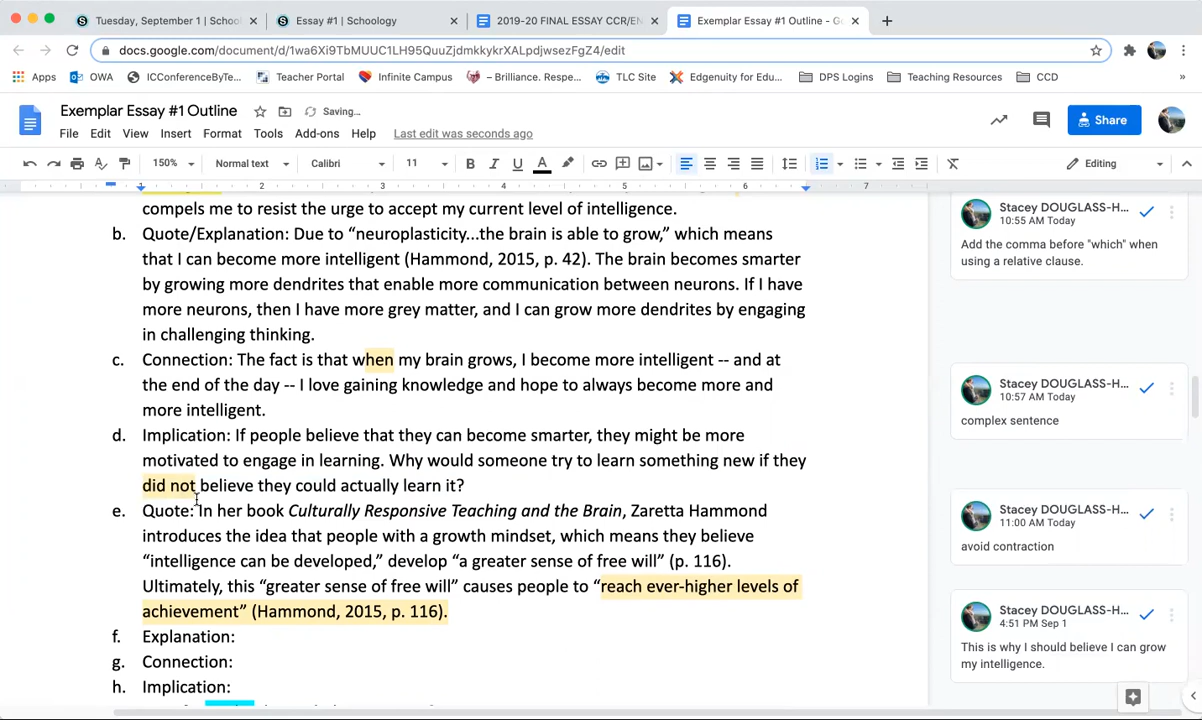 Tuesday, September 1 | School
Essay #1 | Schoology
2019-20 FINAL ESSAY CCR/EN
Exemplar Essay #1 Outline - G
docs.google.com/document/d/1wa6Xi9TbMUUC1LH95QuuZjdmkkykrXALpdjwsezFgZ4/edit
Apps OWA ICConferenceByTe... Teacher Portal Infinite Campus – Brilliance. Respe... TLC Site Edgenuity for Edu... DPS Logins Teaching Resources CCD
Exemplar Essay #1 Outline Saving...
File Edit View Insert Format Tools Add-ons Help Last edit was seconds ago
Share
150% Normal text Calibri 11 B I U A Editing
2 3 4 5 6 7
compels me to resist the urge to accept my current level of intelligence.
b. Quote/Explanation: Due to “neuroplasticity...the brain is able to grow,” which means
that I can become more intelligent (Hammond, 2015, p. 42). The brain becomes smarter
by growing more dendrites that enable more communication between neurons. If I have
more neurons, then I have more grey matter, and I can grow more dendrites by engaging
in challenging thinking.
c. Connection: The fact is that when my brain grows, I become more intelligent -- and at
the end of the day -- I love gaining knowledge and hope to always become more and
more intelligent.
d. Implication: If people believe that they can become smarter, they might be more
motivated to engage in learning. Why would someone try to learn something new if they
did not believe they could actually learn it?
e. Quote: In her book Culturally Responsive Teaching and the Brain, Zaretta Hammond
introduces the idea that people with a growth mindset, which means they believe
“intelligence can be developed,” develop “a greater sense of free will” (p. 116).
Ultimately, this “greater sense of free will” causes people to “reach ever-higher levels of
achievement” (Hammond, 2015, p. 116).
f. Explanation:
g. Connection:
h. Implication:
Stacey DOUGLASS-H...
10:55 AM Today
Add the comma before "which" when
using a relative clause.
Stacey DOUGLASS-H...
10:57 AM Today
complex sentence
Stacey DOUGLASS-H...
11:00 AM Today
avoid contraction
Stacey DOUGLASS-H...
4:51 PM Sep 1
This is why I should believe I can grow
my intelligence.